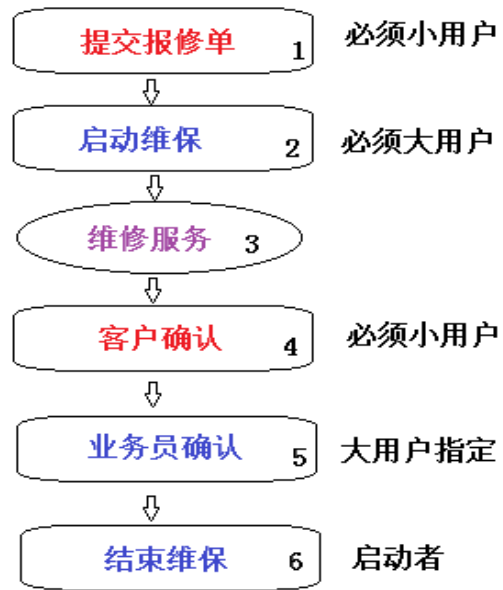 提交报修单 1 必须小用户
启动维保 2 必须大用户
维修服务 3
客户确认 4 必须小用户
业务员确认 5 大用户指定
结束维保 6 启动者